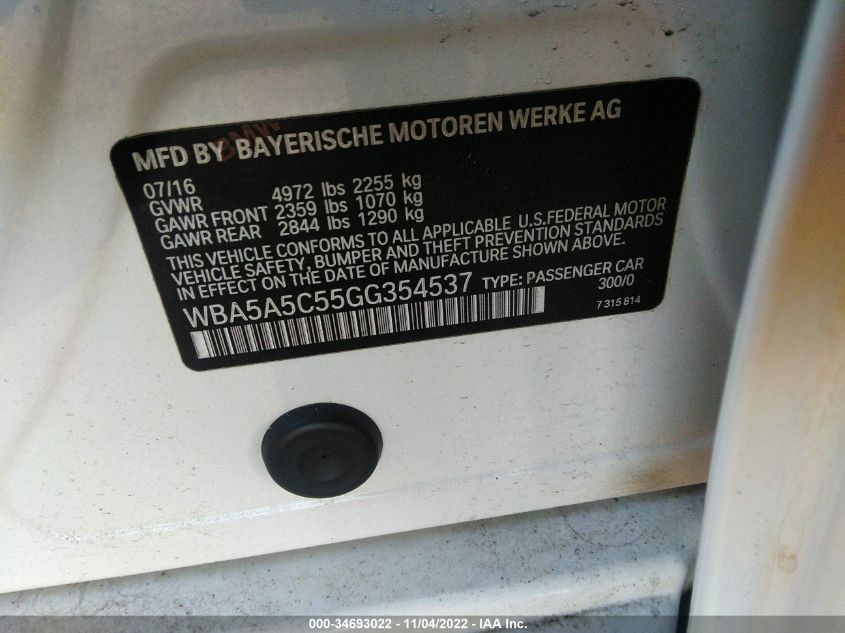 MFD BY BAYERISCHE MOTOREN WERKE AG
BMW
07/16
GVWR 4972 lbs 2255 kg
GAWR FRONT 2359 lbs 1070 kg
GAWR REAR 2844 lbs 1290 kg
THIS VEHICLE CONFORMS TO ALL APPLICABLE U.S.FEDERAL MOTOR
VEHICLE SAFETY, BUMPER AND THEFT PREVENTION STANDARDS
IN EFFECT ON THE DATE OF MANUFACTURE SHOWN ABOVE.
WBA5A5C55GG354537 TYPE: PASSENGER CAR
300/0
7 315 814
000-34693022 - 11/04/2022 - IAA Inc.